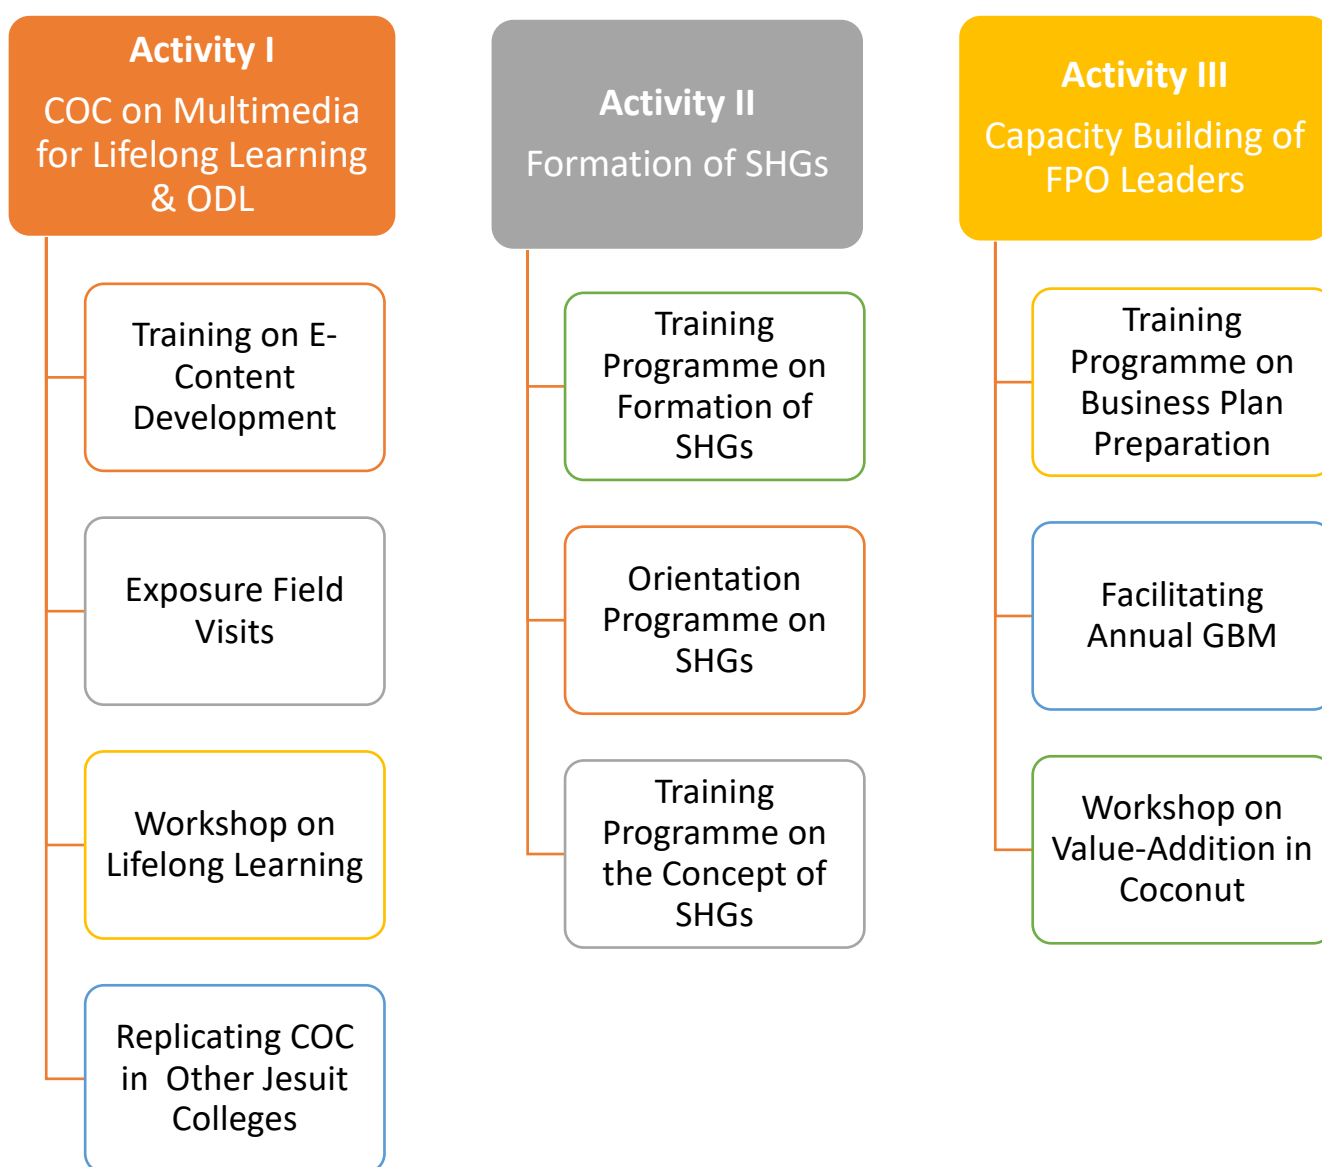 Activity I
COC on Multimedia
for Lifelong Learning
& ODL
Training on E-
Content
Development
Exposure Field
Visits
Workshop on
Lifelong Learning
Replicating COC
in  Other Jesuit
Colleges
Activity II
Formation of SHGs
Training
Programme on
Formation of
SHGs
Orientation
Programme on
SHGs
Training
Programme on
the Concept of
SHGs
Activity III
Capacity Building of
FPO Leaders
Training
Programme on
Business Plan
Preparation
Facilitating
Annual GBM
Workshop on
Value-Addition in
Coconut